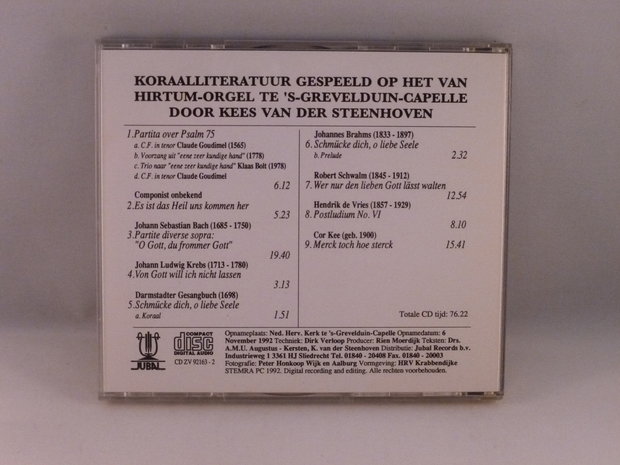 KORAALLITERATUUR GESPEELD OP HET VAN
HIRTUM-ORGEL TE 'S-GREVELDUIN-CAPELLE
DOOR KEES VAN DER STEENHOVEN
1.Partita over Psalm 75
a. C.F. in tenor Claude Goudimel (1565)
b. Voorzang uit "eene zeer kundige hand" (1778)
c. Trio naar "eene zeer kundige hand" Klaas Bolt (1978)
d. C.F. in tenor Claude Goudimel
6.12
Componist onbekend
2.Es ist das Heil uns kommen her
5.23
Johann Sebastian Bach (1685 - 1750)
3.Partite diverse sopra:
"O Gott, du frommer Gott"
19.40
Johann Ludwig Krebs (1713 - 1780)
4.Von Gott will ich nicht lassen
3.13
Darmstadter Gesangbuch (1698)
5.Schmücke dich, o liebe Seele
a. Koraal
1.51
Johannes Brahms (1833 - 1897)
6. Schmücke dich, o liebe Seele
b. Prelude
2.32
Robert Schwalm (1845 - 1912)
7. Wer nur den lieben Gott lässt walten
12.54
Hendrik de Vries (1857 - 1929)
8. Postludium No. VI
8.10
Cor Kee (geb. 1900)
9. Merck toch hoe sterck
15.41
Totale CD tijd: 76.22
JUBAL
COMPACT
disc
DIGITAL AUDIO
CD ZV 92163 - 2
Opnameplaats: Ned. Herv. Kerk te 's-Grevelduin-Capelle Opnamedatum: 6
November 1992 Techniek: Dirk Verloop Producer: Rien Moerdijk Teksten: Drs.
A.M.U. Augustus - Kersten, K. van der Steenhoven Distributie: Jubal Records b.v.
Industrieweg 1 3361 HJ Sliedrecht Tel. 01840 - 20408 Fax. 01840 - 20003
Fotografie: Peter Honkoop Wijk en Aalburg Vormgeving: HRV Krabbendijke
STEMRA PC 1992. Digital recording and editing. Alle rechten voorbehouden.